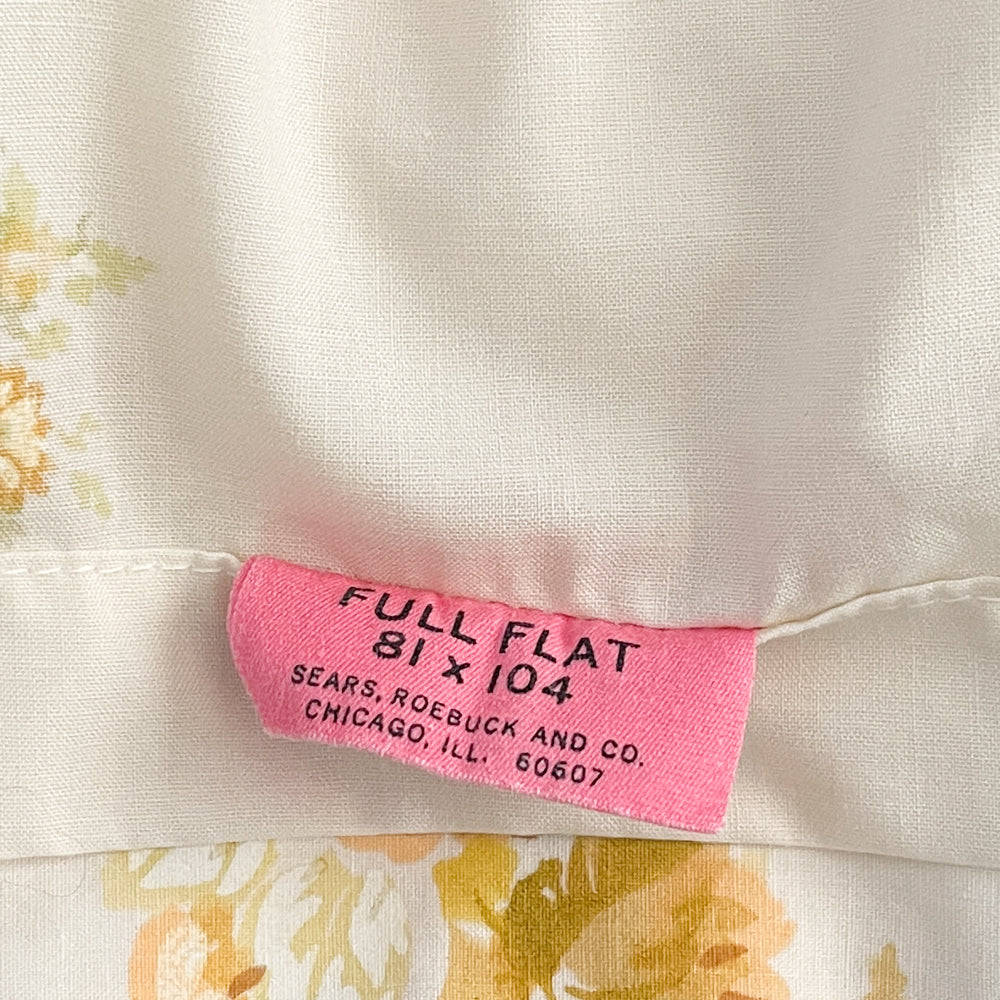 FULL FLAT
81 x 104
SEARS, ROEBUCK AND CO.
CHICAGO, ILL. 60607